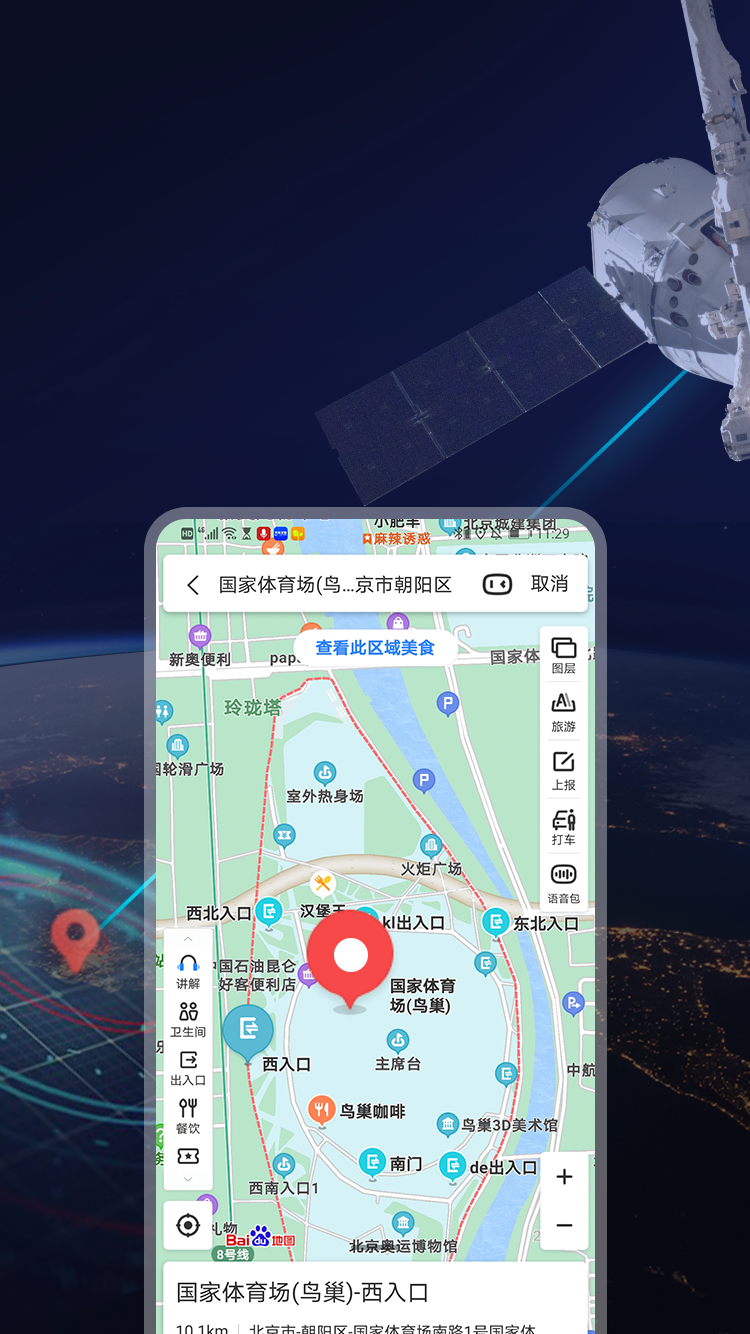 小肥羊
北京城建集团
麻辣诱惑
HD
11:29
国家体育场(鸟...京市朝阳区
取消
查看此区域美食
新奥便利
国家体
图层
玲珑塔
P
旅游
轮滑广场
P
室外热身场
上报
打车
火炬广场
语音包
西北入口
汉堡王
kl出入口
东北入口
中国石油昆仑
好客便利店
国家体育
场(鸟巢)
讲解
卫生间
西入口
主席台
中航
出入口
鸟巢咖啡
餐饮
鸟巢3D美术馆
南门
de出入口
西南入口1
+
礼物
Bai du 地图
北京奥运博物馆
8号线
−
国家体育场(鸟巢)-西入口
10.1km | 北京市-朝阳区-国家体育场南路1号国家体